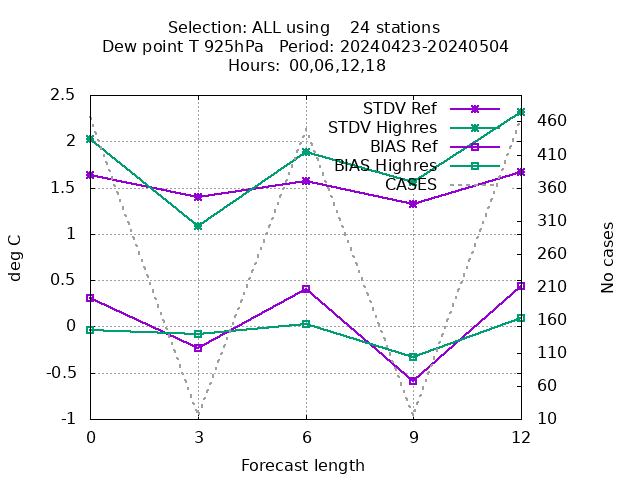 Selection: ALL using    24 stations
Dew point T 925hPa   Period: 20240423-20240504
Hours: 00,06,12,18
STDV Ref
STDV Highres
BIAS Ref
BIAS Highres
CASES
2.5
2
1.5
1
0.5
0
-0.5
-1
deg C
460
410
360
310
260
210
160
110
60
10
No cases
0 3 6 9 12
Forecast length